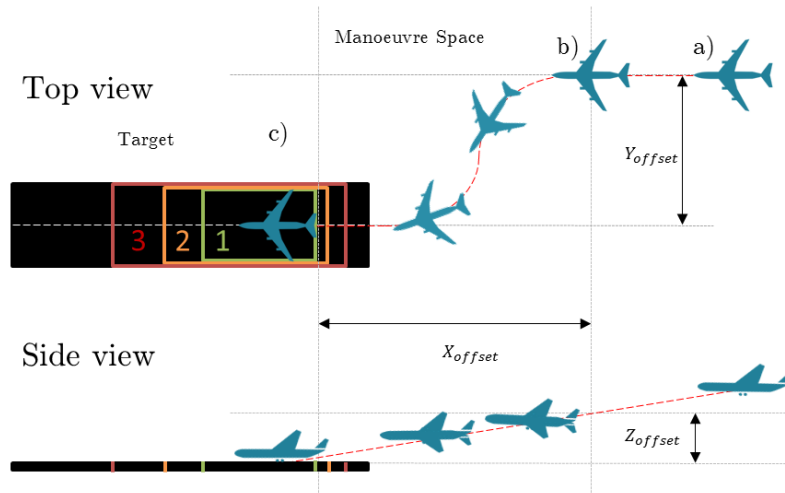 Manoeuvre Space
b)
a)
Top view
Target
c)
Y_offset
3 2 1
Side view
X_offset
Z_offset